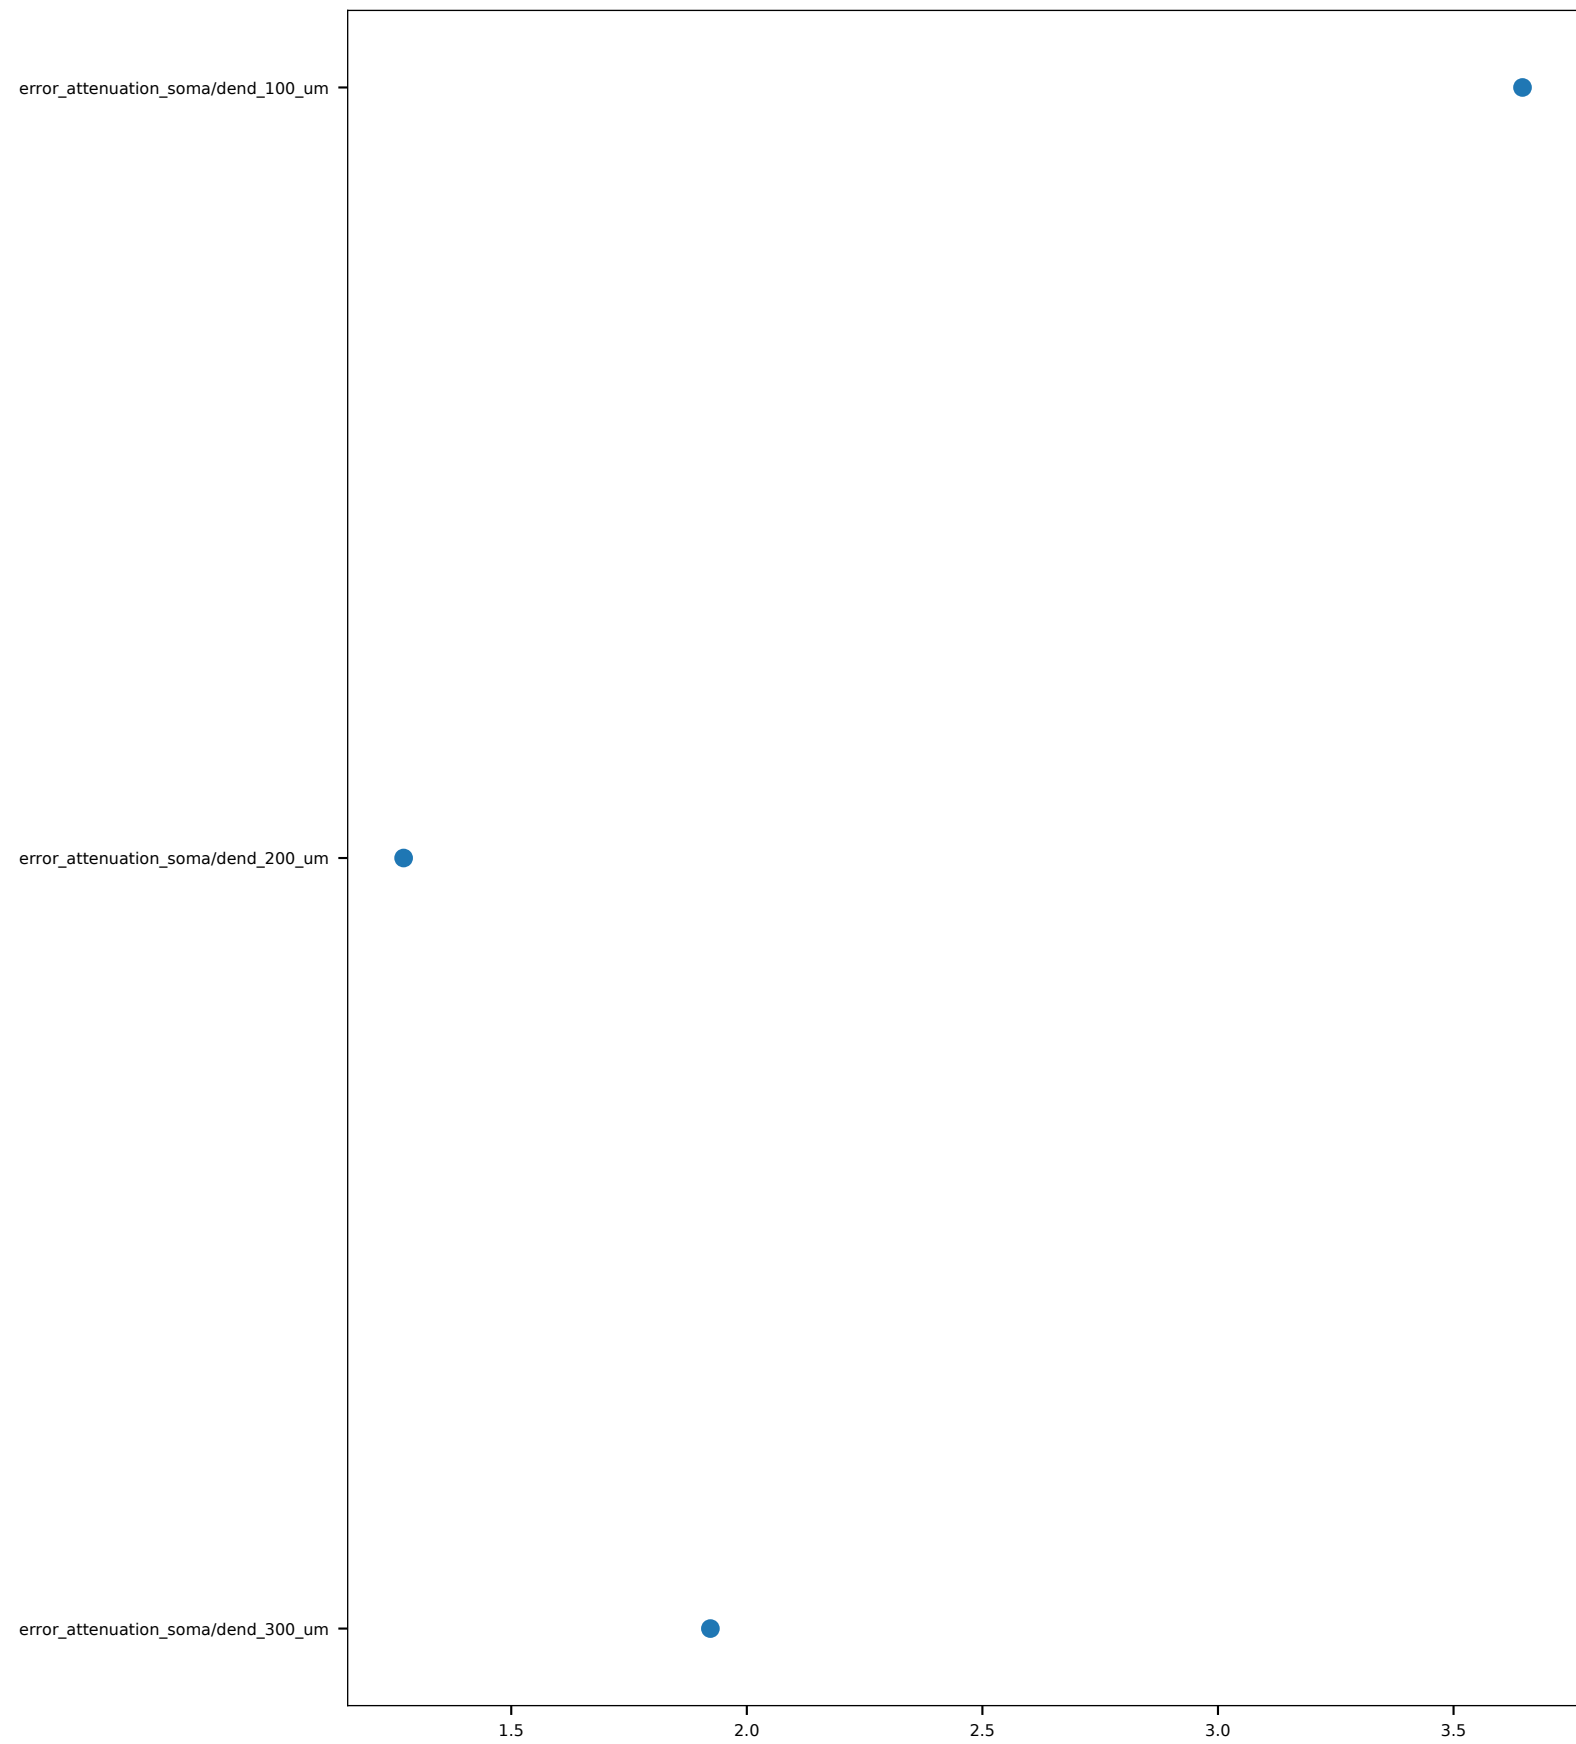 error_attenuation_soma/dend_100_um
error_attenuation_soma/dend_200_um
error_attenuation_soma/dend_300_um
1.5 2.0 2.5 3.0 3.5